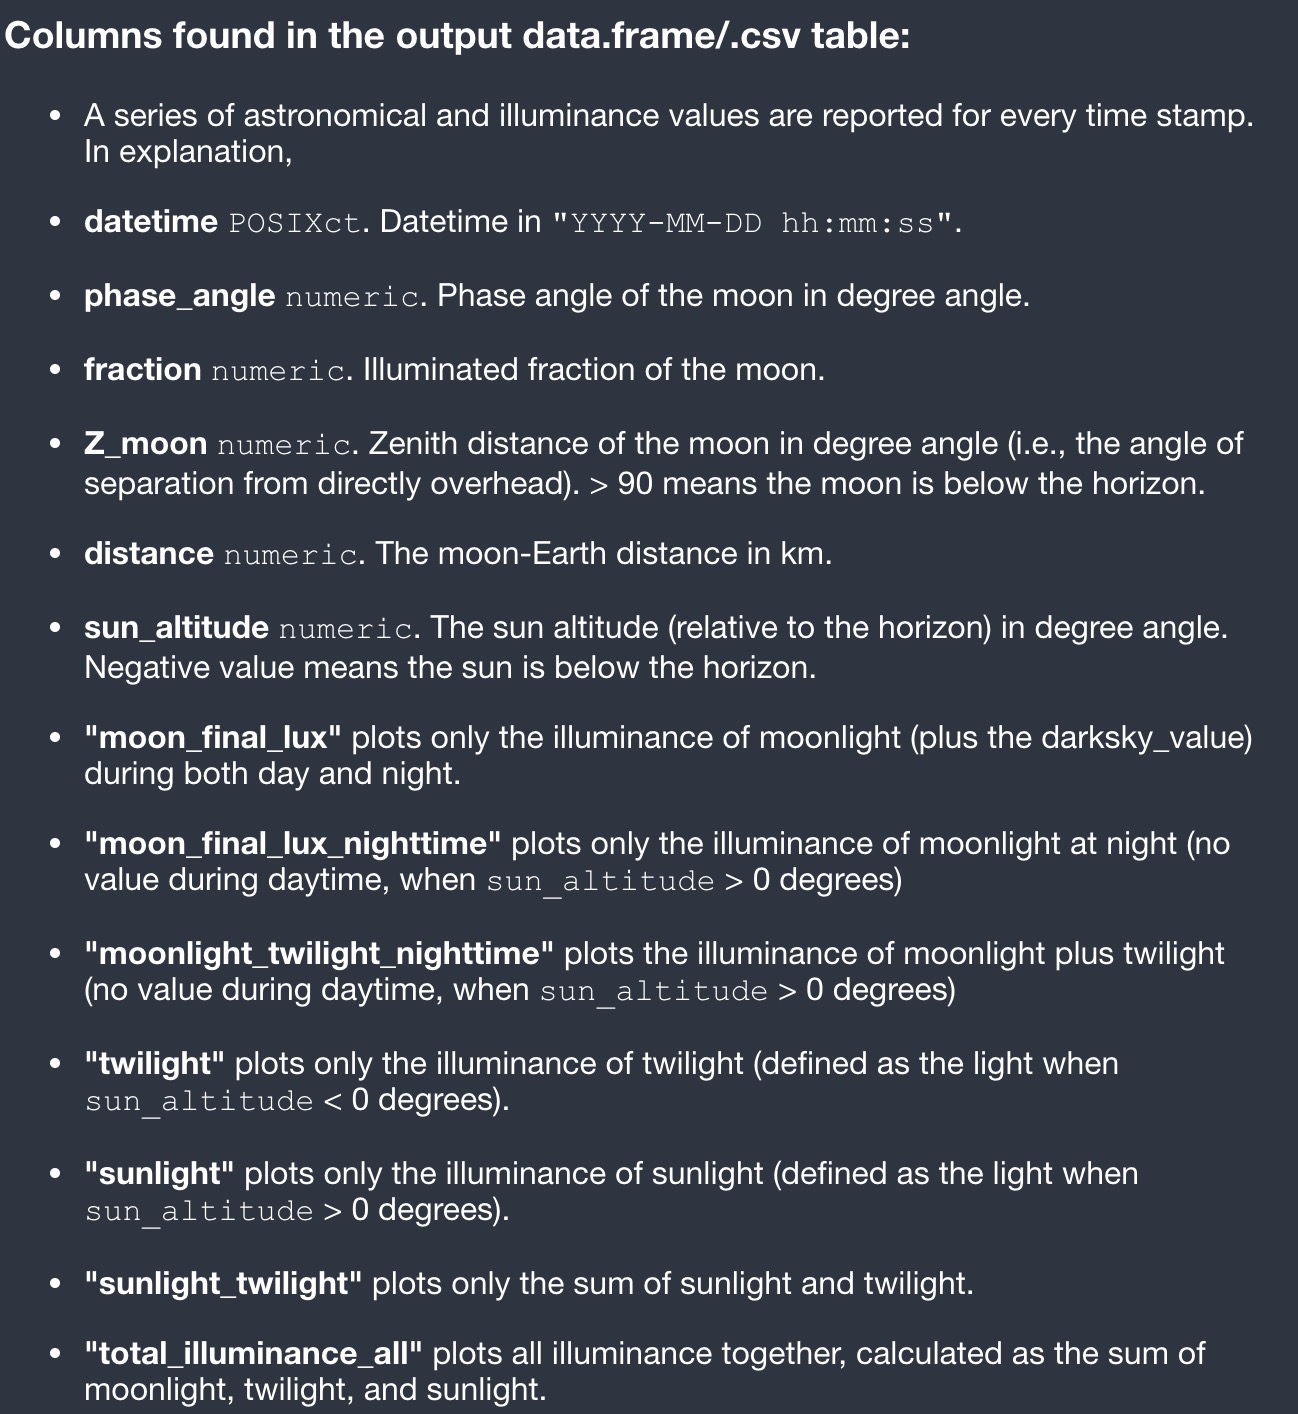 Columns found in the output data.frame/.csv table:
• A series of astronomical and illuminance values are reported for every time stamp.
In explanation,
• datetime POSIXct. Datetime in "YYYY-MM-DD hh:mm:ss".
• phase_angle numeric. Phase angle of the moon in degree angle.
• fraction numeric. Illuminated fraction of the moon.
• Z_moon numeric. Zenith distance of the moon in degree angle (i.e., the angle of
separation from directly overhead). > 90 means the moon is below the horizon.
• distance numeric. The moon-Earth distance in km.
• sun_altitude numeric. The sun altitude (relative to the horizon) in degree angle.
Negative value means the sun is below the horizon.
• "moon_final_lux" plots only the illuminance of moonlight (plus the darksky_value)
during both day and night.
• "moon_final_lux_nighttime" plots only the illuminance of moonlight at night (no
value during daytime, when sun_altitude > 0 degrees)
• "moonlight_twilight_nighttime" plots the illuminance of moonlight plus twilight
(no value during daytime, when sun_altitude > 0 degrees)
• "twilight" plots only the illuminance of twilight (defined as the light when
sun_altitude < 0 degrees).
• "sunlight" plots only the illuminance of sunlight (defined as the light when
sun_altitude > 0 degrees).
• "sunlight_twilight" plots only the sum of sunlight and twilight.
• "total_illuminance_all" plots all illuminance together, calculated as the sum of
moonlight, twilight, and sunlight.